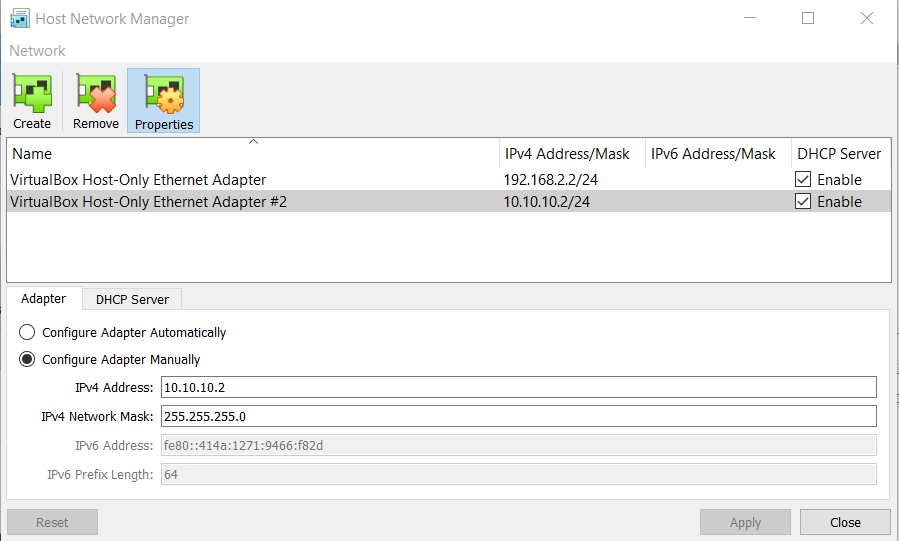 Host Network Manager
Network
Create Remove Properties
Name IPv4 Address/Mask IPv6 Address/Mask DHCP Server
VirtualBox Host-Only Ethernet Adapter 192.168.2.2/24 Enable
VirtualBox Host-Only Ethernet Adapter #2 10.10.10.2/24 Enable
Adapter DHCP Server
Configure Adapter Automatically
Configure Adapter Manually
IPv4 Address: 10.10.10.2
IPv4 Network Mask: 255.255.255.0
IPv6 Address: fe80::414a:1271:9466:f82d
IPv6 Prefix Length: 64
Reset Apply Close